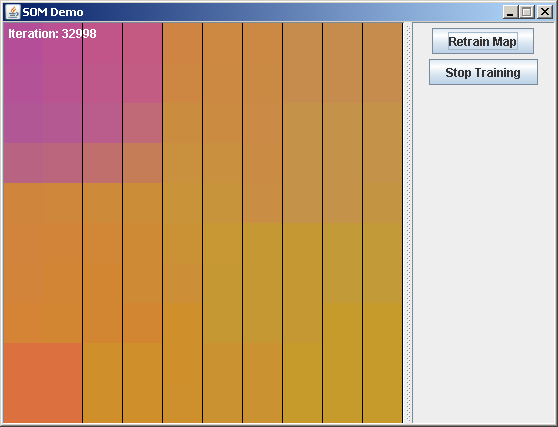 SOM Demo
Iteration: 32998
Retrain Map
Stop Training